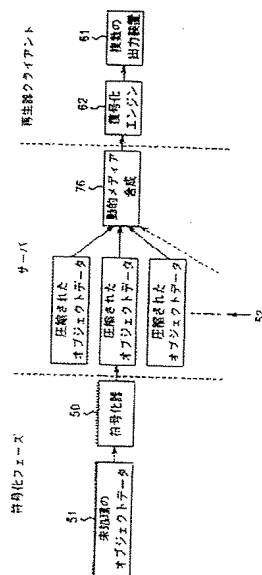 符号化フェーズ
サーバ
再生器クライアント
51
未処理の
オブジェクトデータ
50
符号化器
圧縮された
オブジェクトデータ
圧縮された
オブジェクトデータ
圧縮された
オブジェクトデータ
52
76
動的メディア
合成
62
復号化
エンジン
61
複数の
出力装置